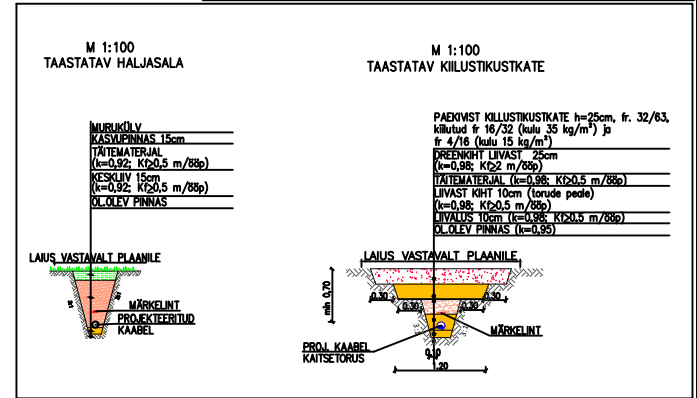 M 1:100
TAASTATAV HALJASALA
MURUKÜLV
KASVUPINNAS 15cm
TÄITEMATERJAL
(k=0,92; Kf≥0,5 m/ööp)
KESKLIIV 15cm
(k=0,92; Kf≥0,5 m/ööp)
OL.OLEV PINNAS
LAIUS VASTAVALT PLAANILE
MÄRKELINT
PROJEKTEERITUD
KAABEL
M 1:100
TAASTATAV KIILUSTIKUSTKATE
PAEKIVIST KILLUSTIKUSTKATE h=25cm, fr. 32/63,
kiilutud fr 16/32 (kulu 35 kg/m²) ja
fr 4/16 (kulu 15 kg/m²)
DREENKIHT LIIVAST 25cm
(k=0,98; Kf≥2 m/ööp)
TÄITEMATERJAL (k=0,98; Kf≥0,5 m/ööp)
LIIVAST KIHT 10cm (torude peale)
(k=0,98; Kf≥0,5 m/ööp)
LIIVALUS 10cm (k=0,98; Kf≥0,5 m/ööp)
OL.OLEV PINNAS (k=0,95)
LAIUS VASTAVALT PLAANILE
min 0,70
0.30
0.30
0.30
0.30
MÄRKELINT
PROJ. KAABEL
KAITSETORUS
1.20